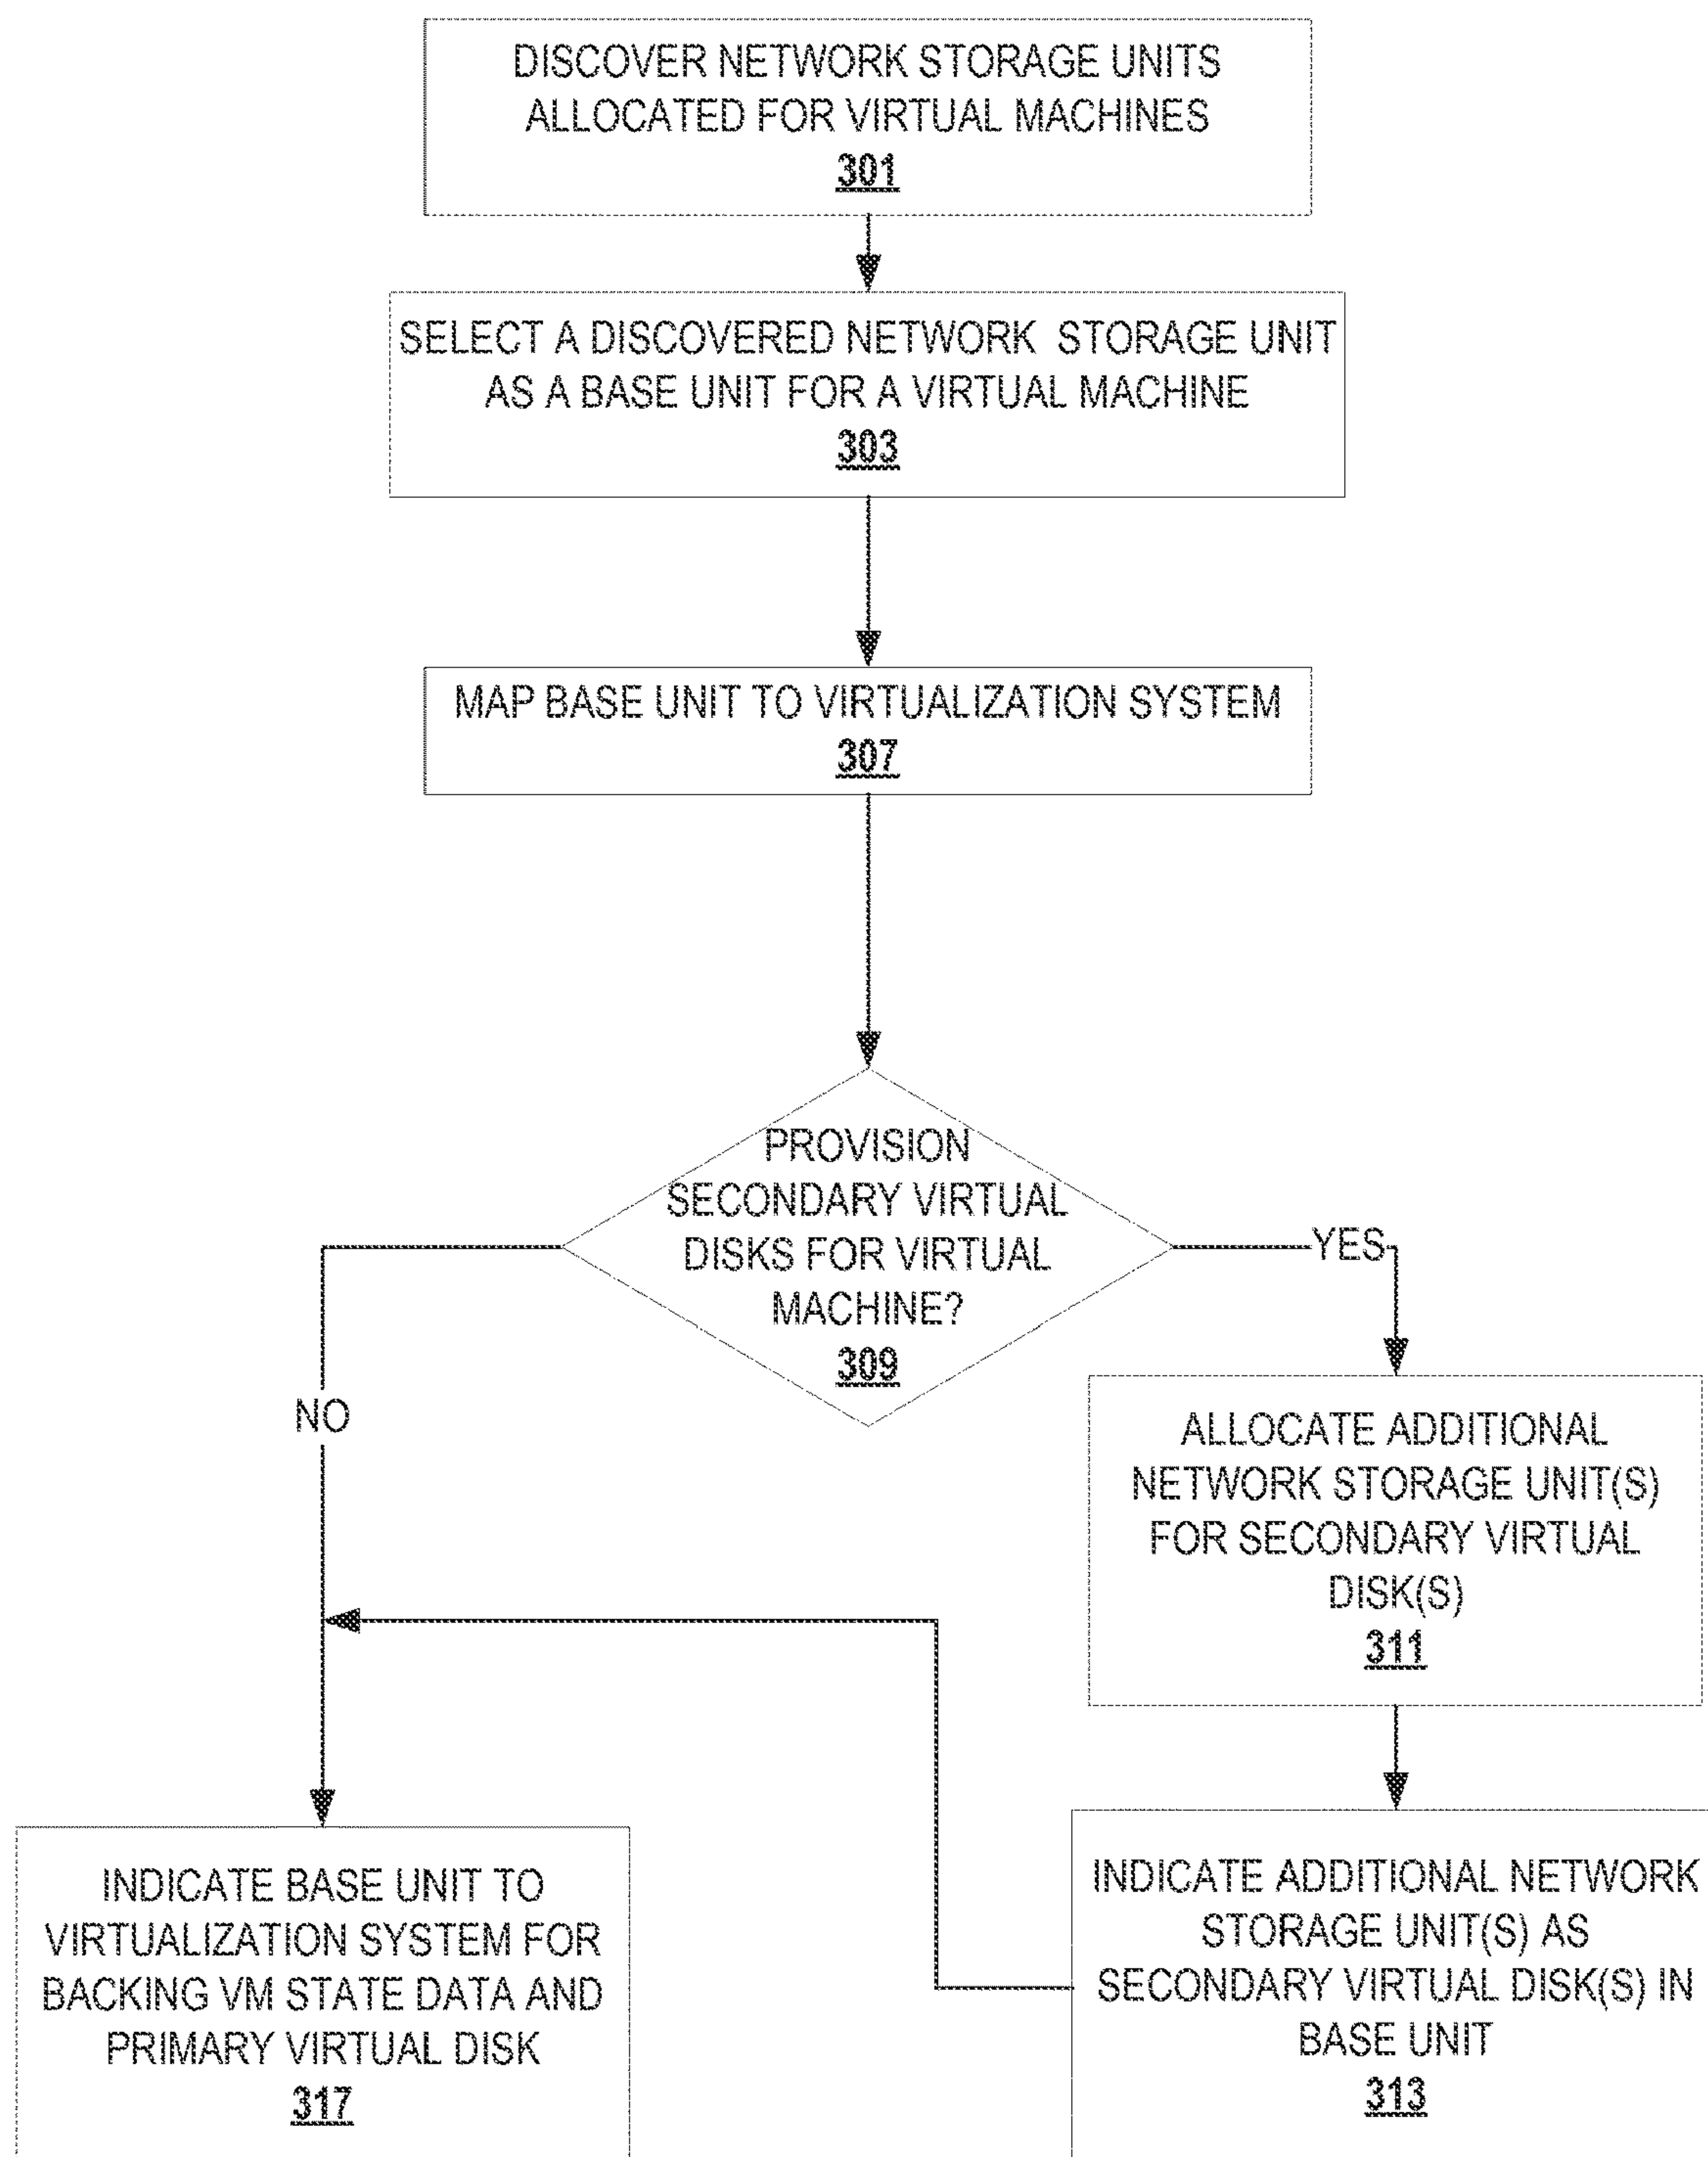 DISCOVER NETWORK STORAGE UNITS
ALLOCATED FOR VIRTUAL MACHINES
301
SELECT A DISCOVERED NETWORK STORAGE UNIT
AS A BASE UNIT FOR A VIRTUAL MACHINE
303
MAP BASE UNIT TO VIRTUALIZATION SYSTEM
307
PROVISION
SECONDARY VIRTUAL
DISKS FOR VIRTUAL
MACHINE?
309
YES
NO
ALLOCATE ADDITIONAL
NETWORK STORAGE UNIT(S)
FOR SECONDARY VIRTUAL
DISK(S)
311
INDICATE ADDITIONAL NETWORK
STORAGE UNIT(S) AS
SECONDARY VIRTUAL DISK(S) IN
BASE UNIT
313
INDICATE BASE UNIT TO
VIRTUALIZATION SYSTEM FOR
BACKING VM STATE DATA AND
PRIMARY VIRTUAL DISK
317